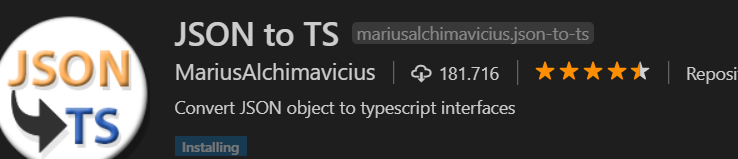 JSON to TS mariusalchimavicius.json-to-ts
MariusAlchimavicius 181.716 Reposi
Convert JSON object to typescript interfaces
Installing
JSON
TS